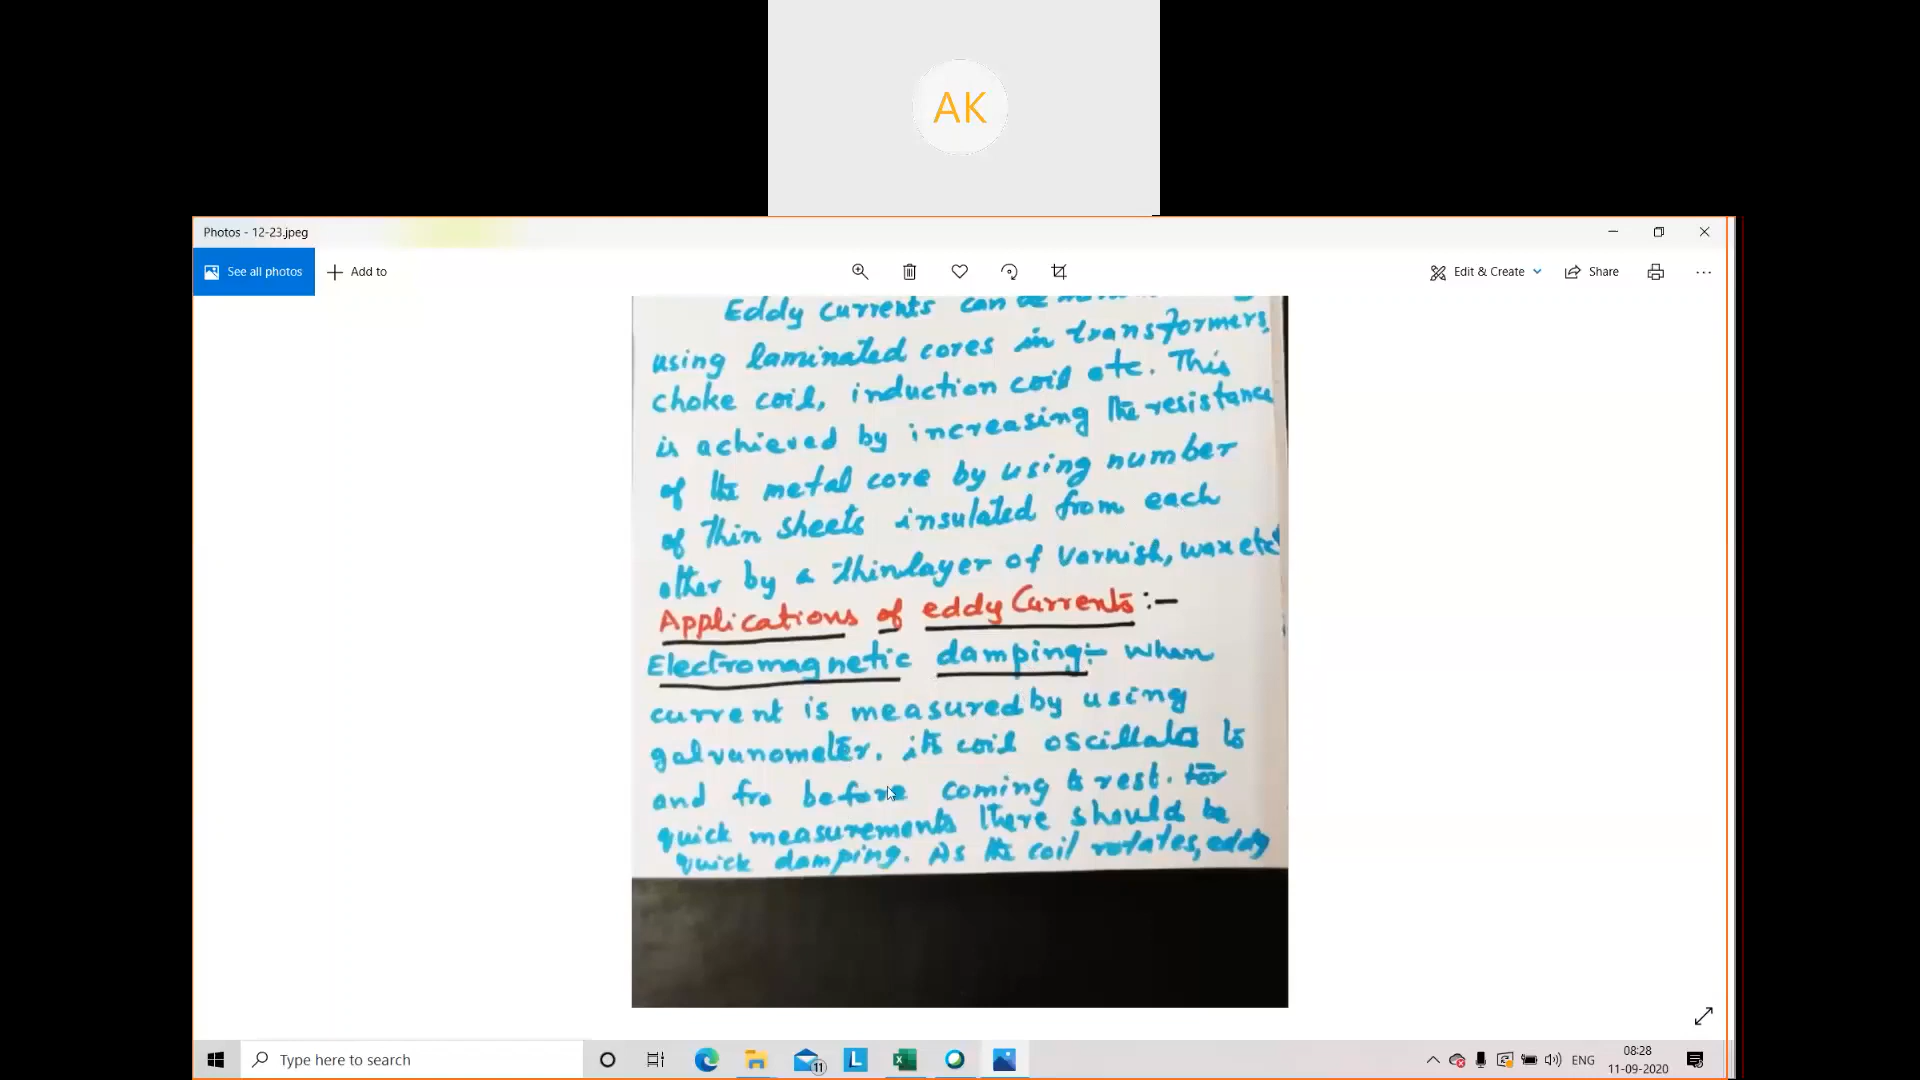 AK
Photos - 12-23.jpeg
See all photos
Add to
Edit & Create
Share
Eddy currents can be
using laminated cores in transformers,
choke coil, induction coil etc. This
is achieved by increasing the resistance
of the metal core by using number
of thin sheets insulated from each
other by a thin layer of varnish, wax etc
Applications of eddy Currents :-
Electromagnetic damping:- when
current is measured by using
galvanometer. its coil oscillates to
and fro before coming to rest. for
quick measurements there should be
quick damping. As the coil rotates, eddy
Type here to search
11
L
ENG
08:28
11-09-2020